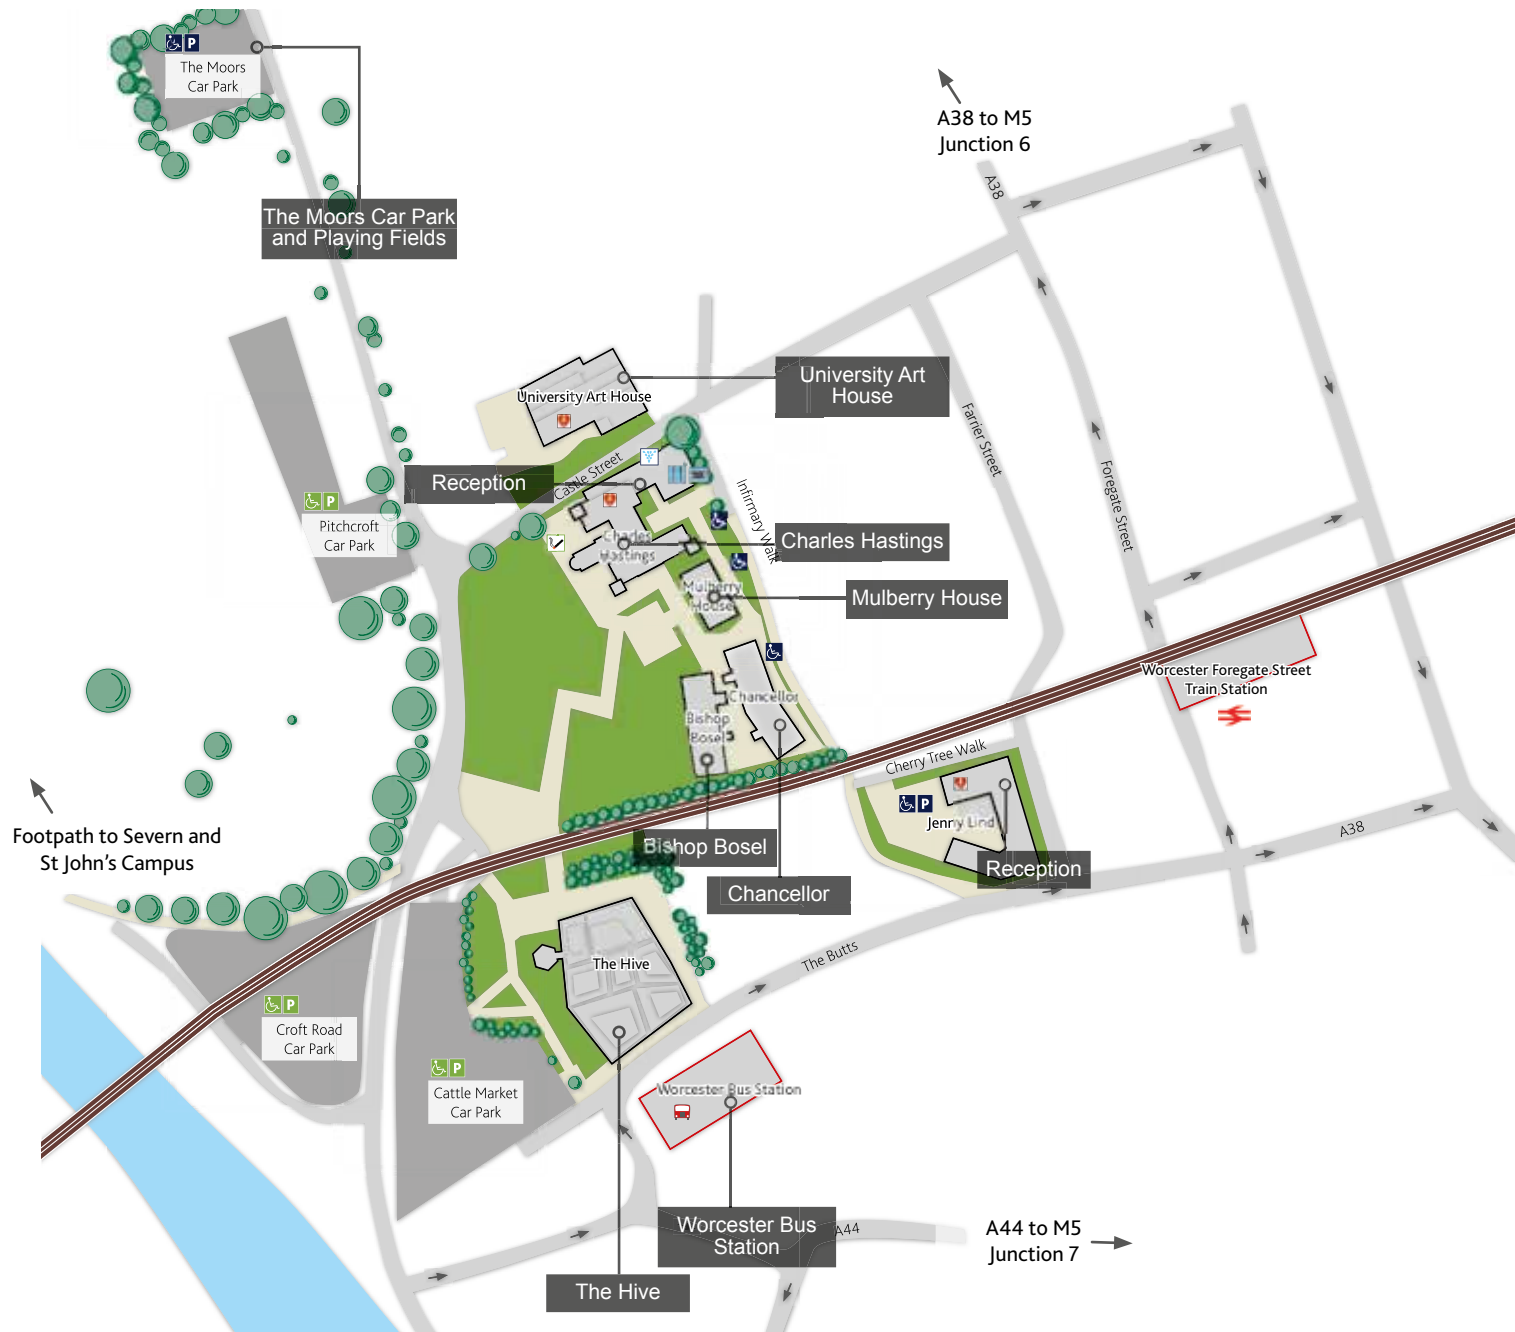 P
The Moors
Car Park
A38 to M5
Junction 6
A38
The Moors Car Park
and Playing Fields
University Art
House
University Art House
Farrier Street
Foregate Street
Reception
Castle Street
Infirmary Walk
P
Pitchcroft
Car Park
Charles
Hastings
Charles Hastings
Mulberry
House
Mulberry House
Worcester Foregate Street
Train Station
Chancellor
Bishop
Bosel
Cherry Tree Walk
P
Jenny Lind
Footpath to Severn and
St John's Campus
A38
Bishop Bosel
Reception
Chancellor
The Butts
The Hive
P
Croft Road
Car Park
P
Cattle Market
Car Park
Worcester Bus Station
Worcester Bus
Station
A44
A44 to M5
Junction 7
The Hive